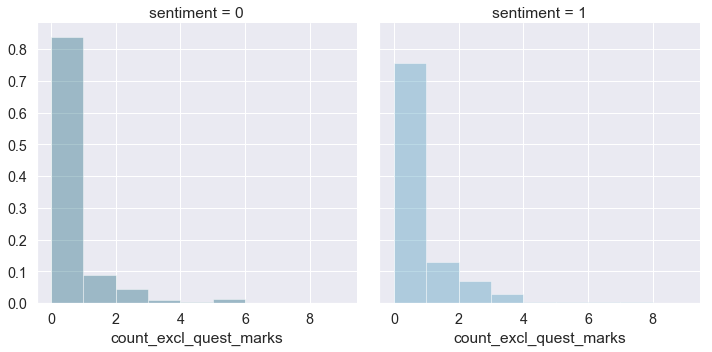 sentiment = 0
sentiment = 1
0.8
0.7
0.6
0.5
0.4
0.3
0.2
0.1
0.0
0 2 4 6 8
0 2 4 6 8
count_excl_quest_marks
count_excl_quest_marks